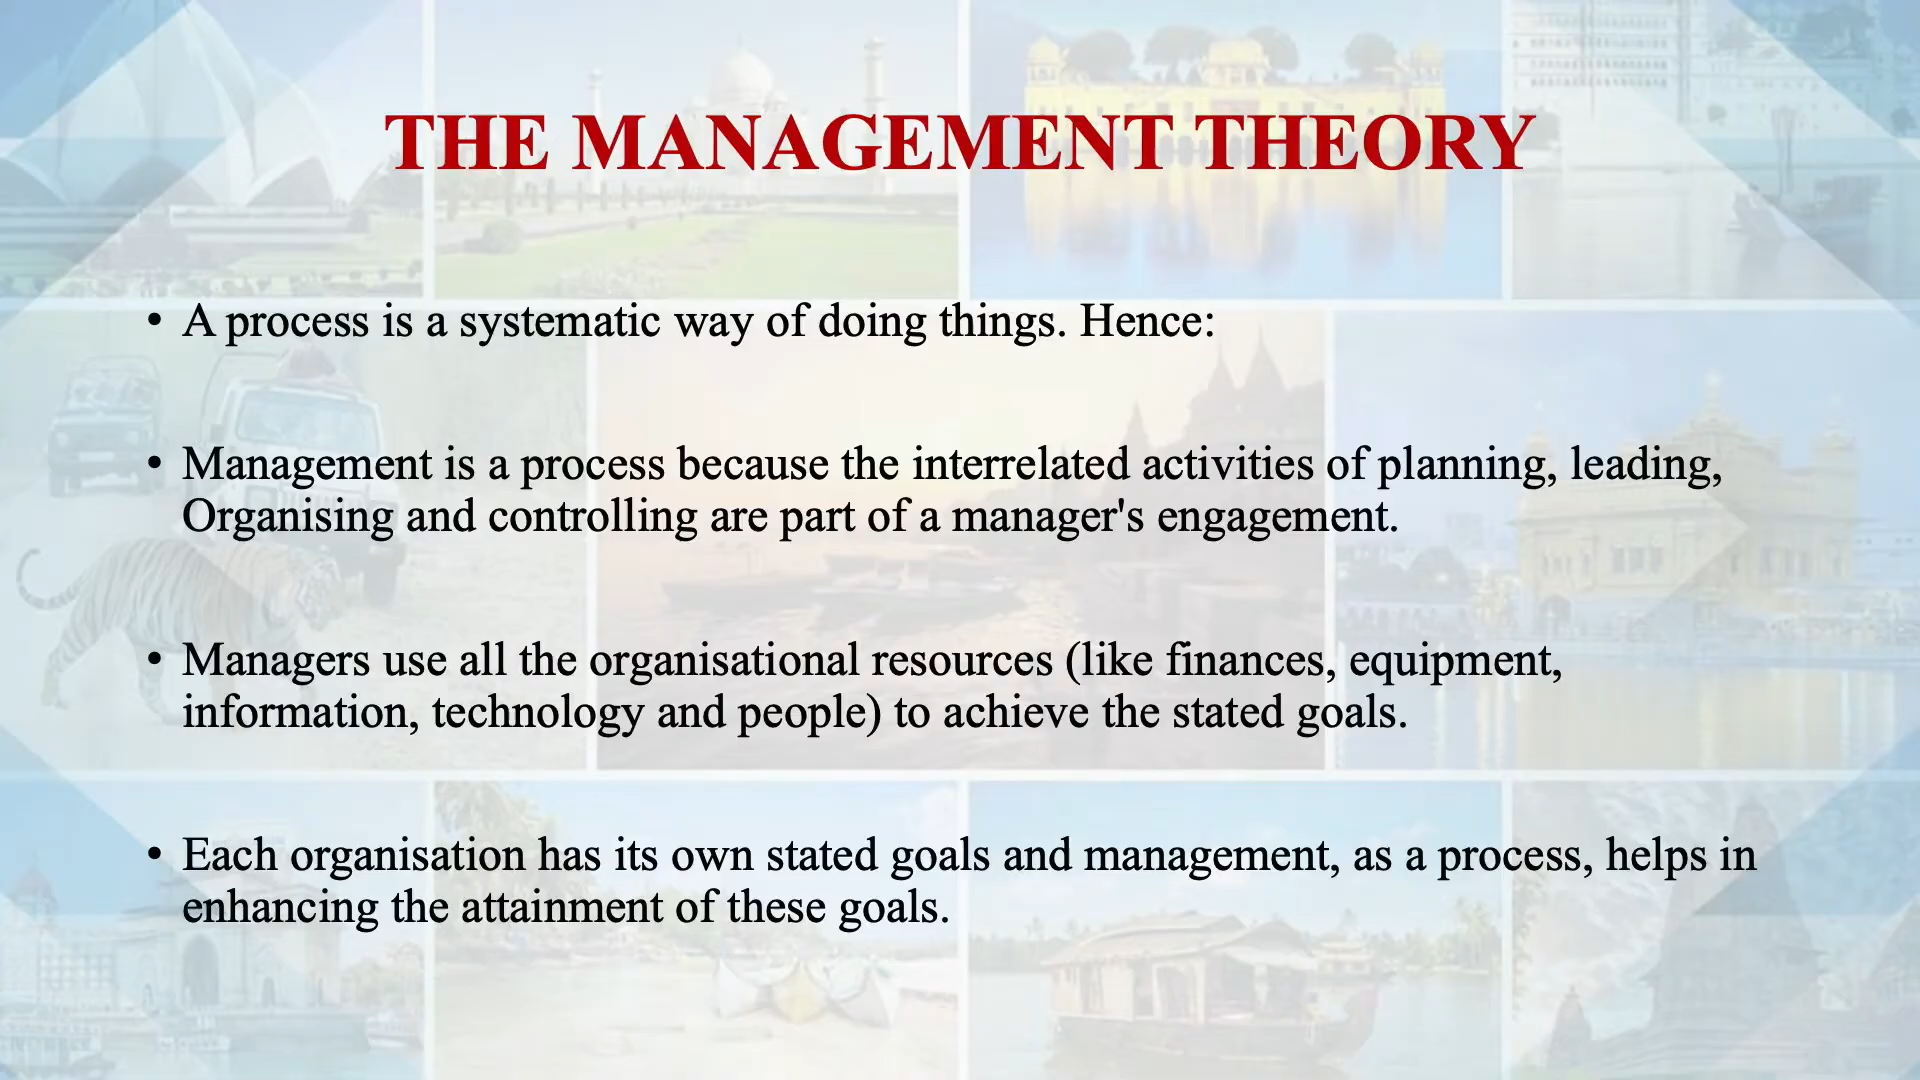 THE MANAGEMENT THEORY
• A process is a systematic way of doing things. Hence:
• Management is a process because the interrelated activities of planning, leading,
Organising and controlling are part of a manager's engagement.
• Managers use all the organisational resources (like finances, equipment,
information, technology and people) to achieve the stated goals.
• Each organisation has its own stated goals and management, as a process, helps in
enhancing the attainment of these goals.